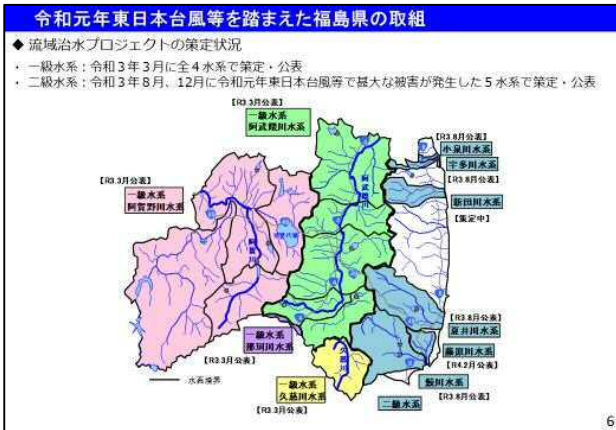 令和元年東日本台風等を踏まえた福島県の取組
◆ 流域治水プロジェクトの策定状況
・ 一級水系:令和3年3月に全4水系で策定・公表
・ 二級水系:令和3年8月、12月に令和元年東日本台風等で甚大な被害が発生した5水系で策定・公表
【R3.3月公表】
一級水系
阿武隈川水系
【R3.8月公表】
小泉川水系
宇多川水系
【R3.8月公表】
新田川水系
【策定中】
【R3.3月公表】
一級水系
阿賀野川水系
阿武隈川
猪苗代湖
【R3.8月公表】
夏井川水系
藤原川水系
【R4.2月公表】
鮫川水系
【R3.8月公表】
二級水系
【R3.3月公表】
一級水系
那珂川水系
久慈川
一級水系
久慈川水系
【R3.3月公表】
水系境界
6